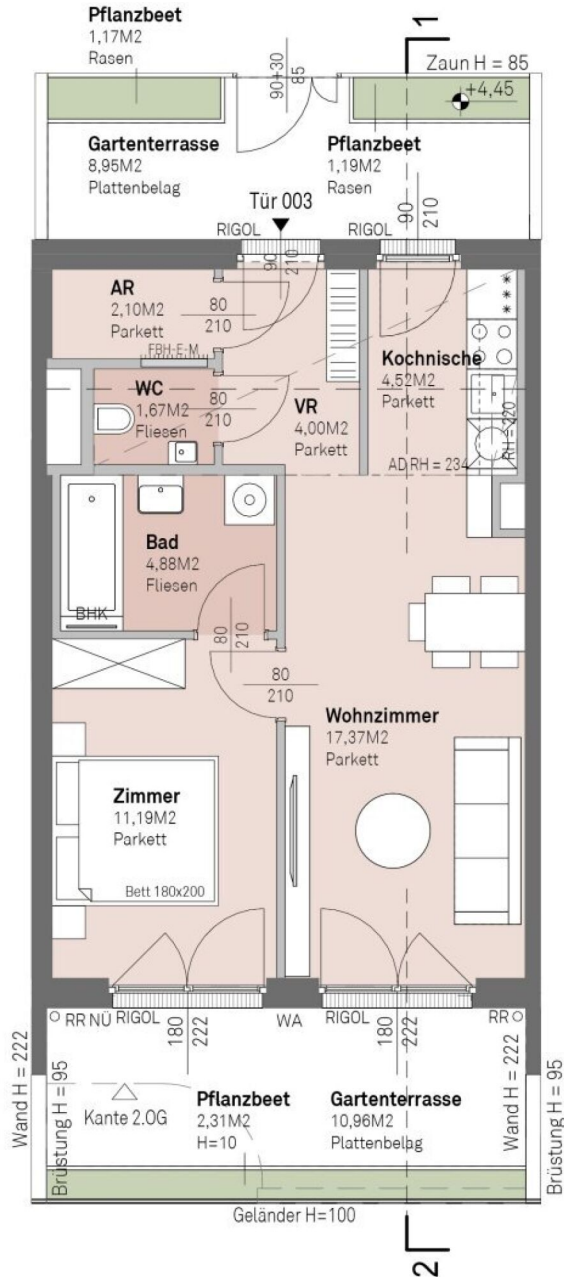 Pflanzbeet
1,17M2
Rasen
1
Zaun H = 85
+4,45
90+30
85
Gartenterrasse
8,95M2
Plattenbelag
Pflanzbeet
1,19M2
Rasen
Tür 003
RIGOL
RIGOL
90
210
90
210
AR
2,10M2
Parkett
80
210
FBH-E-M
Kochnische
4,52M2
Parkett
WC
1,67M2
Fliesen
80
210
VR
4,00M2
Parkett
RH = 220
AD RH = 234
Bad
4,88M2
Fliesen
BHK
80
210
80
210
Wohnzimmer
17,37M2
Parkett
Zimmer
11,19M2
Parkett
Bett 180x200
RR NÜ
RIGOL
180
222
WA
RIGOL
180
222
RR
Wand H = 222
Brüstung H = 95
Kante 2.OG
Pflanzbeet
2,31M2
H=10
Gartenterrasse
10,96M2
Plattenbelag
Wand H = 222
Brüstung H = 95
Geländer H=100
2